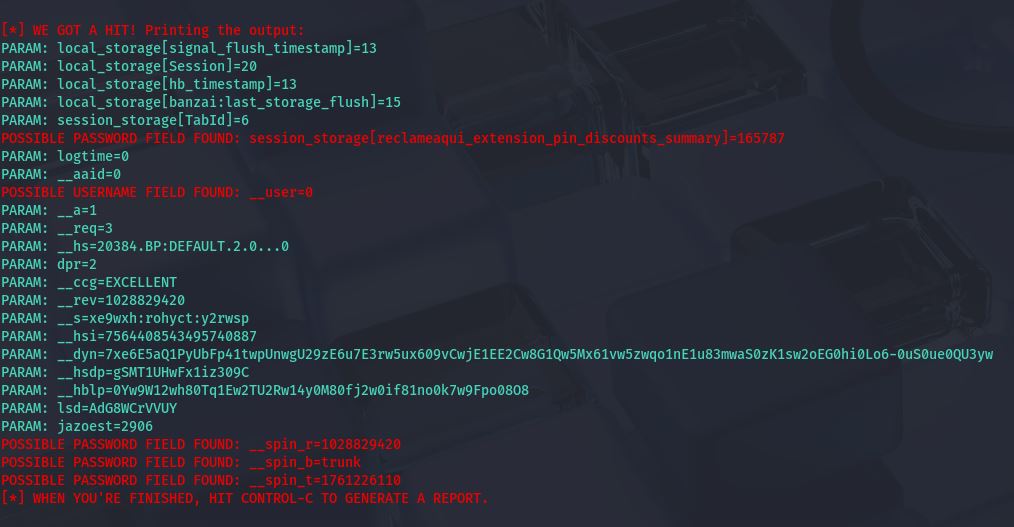 [*] WE GOT A HIT! Printing the output:
PARAM: local_storage[signal_flush_timestamp]=13
PARAM: local_storage[Session]=20
PARAM: local_storage[hb_timestamp]=13
PARAM: local_storage[banzai:last_storage_flush]=15
PARAM: session_storage[TabId]=6
POSSIBLE PASSWORD FIELD FOUND: session_storage[reclameaqui_extension_pin_discounts_summary]=165787
PARAM: logtime=0
PARAM: __aaid=0
POSSIBLE USERNAME FIELD FOUND: __user=0
PARAM: __a=1
PARAM: __req=3
PARAM: __hs=20384.BP:DEFAULT.2.0...0
PARAM: dpr=2
PARAM: __ccg=EXCELLENT
PARAM: __rev=1028829420
PARAM: __s=xe9wxh:rohyct:y2rwsp
PARAM: __hsi=7564408543495740887
PARAM: __dyn=7xe6E5aQ1PyUbFp41twpUnwgU29zE6u7E3rw5ux609vCwjE1EE2Cw8G1Qw5Mx61vw5zwqo1nE1u83mwaS0zK1sw2oEG0hi0Lo6-0uS0ue0QU3yw
PARAM: __hsdp=gSMT1UHwFx1iz309C
PARAM: __hblp=0Yw9W12wh80Tq1Ew2TU2Rw14y0M80fj2w0if81no0k7w9Fpo08O8
PARAM: lsd=AdG8WCrVVUY
PARAM: jazoest=2906
POSSIBLE PASSWORD FIELD FOUND: __spin_r=1028829420
POSSIBLE PASSWORD FIELD FOUND: __spin_b=trunk
POSSIBLE PASSWORD FIELD FOUND: __spin_t=1761226110
[*] WHEN YOU'RE FINISHED, HIT CONTROL-C TO GENERATE A REPORT.